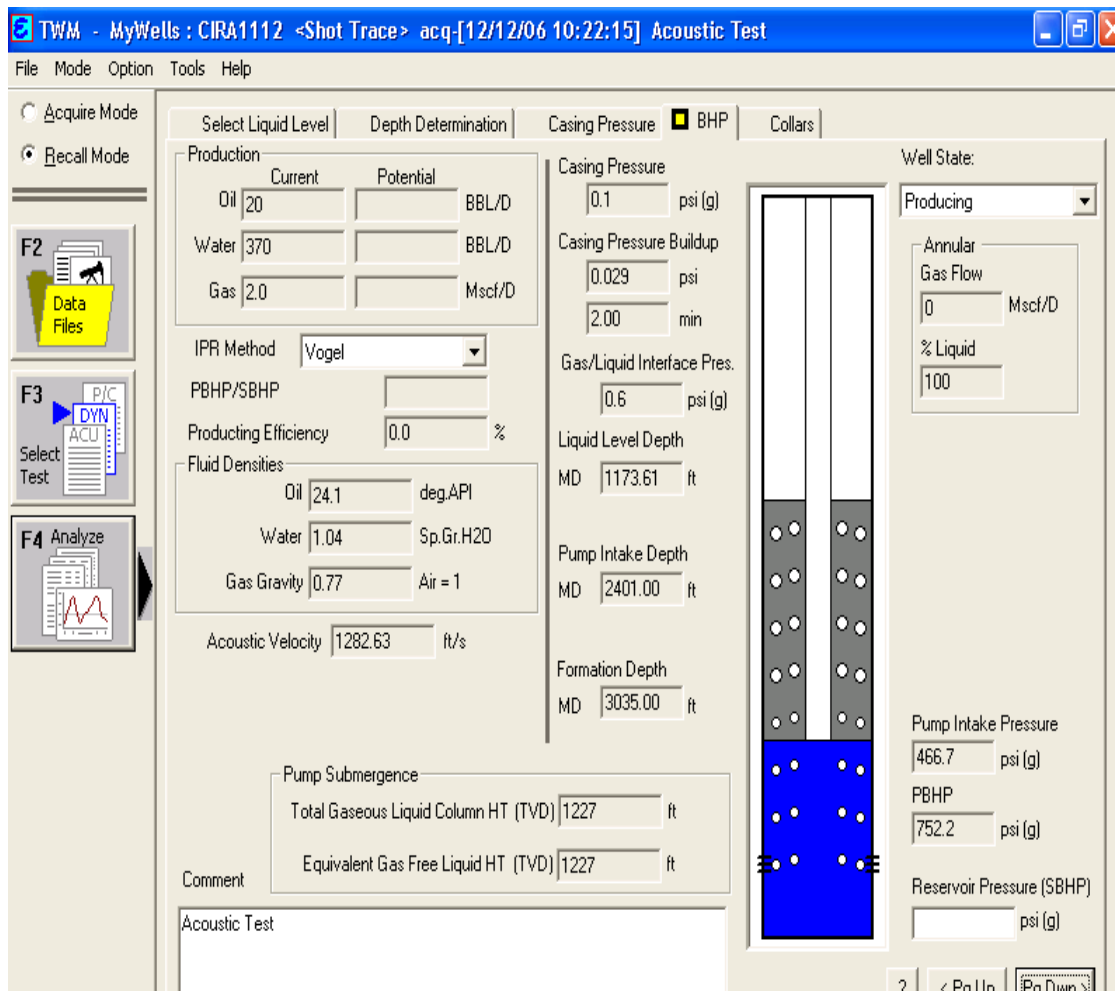 TWM - MyWells : CIRA1112 <Shot Trace> acq-[12/12/06 10:22:15] Acoustic Test
File Mode Option Tools Help
Acquire Mode
Recall Mode
F2
Data
Files
F3
P/C
DYN
ACU
Select
Test
F4 Analyze
Select Liquid Level
Depth Determination
Casing Pressure
BHP
Collars
Production
Current Potential
Oil 20 BBL/D
Water 370 BBL/D
Gas 2.0 Mscf/D
IPR Method Vogel
PBHP/SBHP
Producting Efficiency 0.0 %
Fluid Densities
Oil 24.1 deg.API
Water 1.04 Sp.Gr.H2O
Gas Gravity 0.77 Air = 1
Acoustic Velocity 1282.63 ft/s
Casing Pressure
0.1 psi (g)
Casing Pressure Buildup
0.029 psi
2.00 min
Gas/Liquid Interface Pres.
0.6 psi (g)
Liquid Level Depth
MD 1173.61 ft
Pump Intake Depth
MD 2401.00 ft
Formation Depth
MD 3035.00 ft
Well State:
Producing
Annular
Gas Flow
0 Mscf/D
% Liquid
100
Pump Intake Pressure
466.7 psi (g)
PBHP
752.2 psi (g)
Reservoir Pressure (SBHP)
psi (g)
Pump Submergence
Total Gaseous Liquid Column HT (TVD) 1227 ft
Equivalent Gas Free Liquid HT (TVD) 1227 ft
Comment
Acoustic Test
? < Pg Up Pg Dwn >